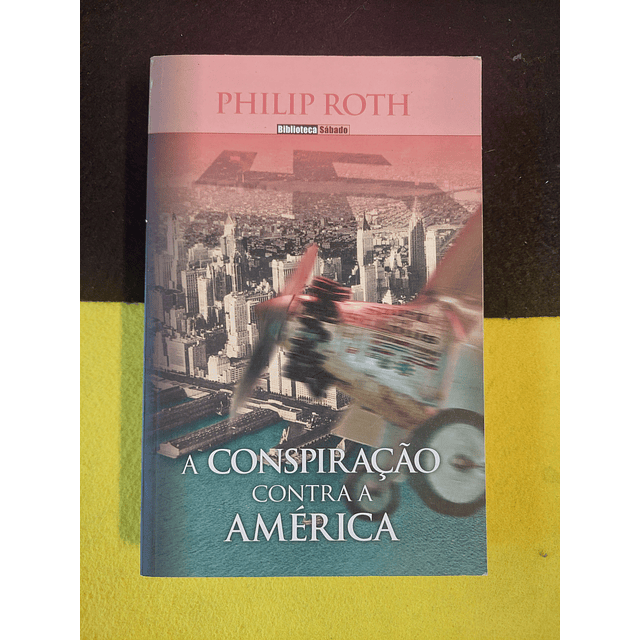 PHILIP ROTH
Biblioteca Sábado
A CONSPIRAÇÃO
CONTRA A
AMÉRICA